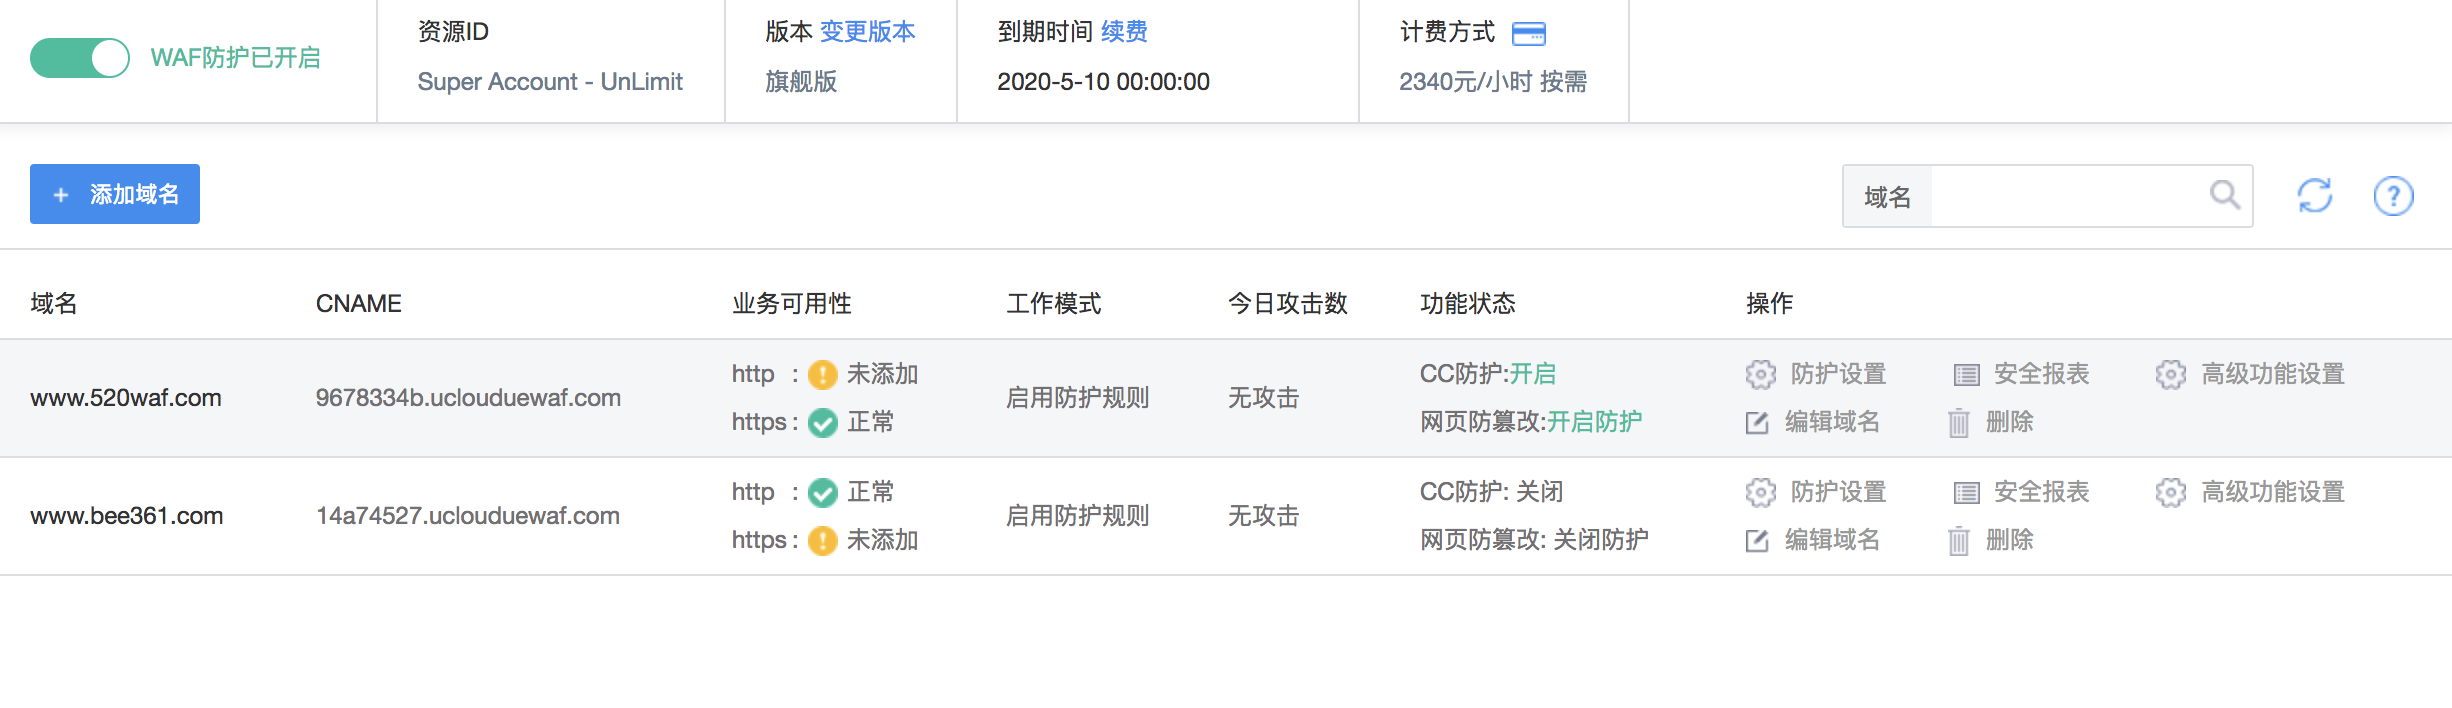 WAF防护已开启
资源ID
Super Account - UnLimit
版本 变更版本
旗舰版
到期时间 续费
2020-5-10 00:00:00
计费方式
2340元/小时 按需
+ 添加域名
域名
?
域名 CNAME 业务可用性 工作模式 今日攻击数 功能状态 操作
www.520waf.com 9678334b.uclouduewaf.com http : 未添加 启用防护规则 无攻击 CC防护:开启 防护设置 安全报表 高级功能设置
https : 正常 网页防篡改:开启防护 编辑域名 删除
www.bee361.com 14a74527.uclouduewaf.com http : 正常 启用防护规则 无攻击 CC防护: 关闭 防护设置 安全报表 高级功能设置
https : 未添加 网页防篡改: 关闭防护 编辑域名 删除